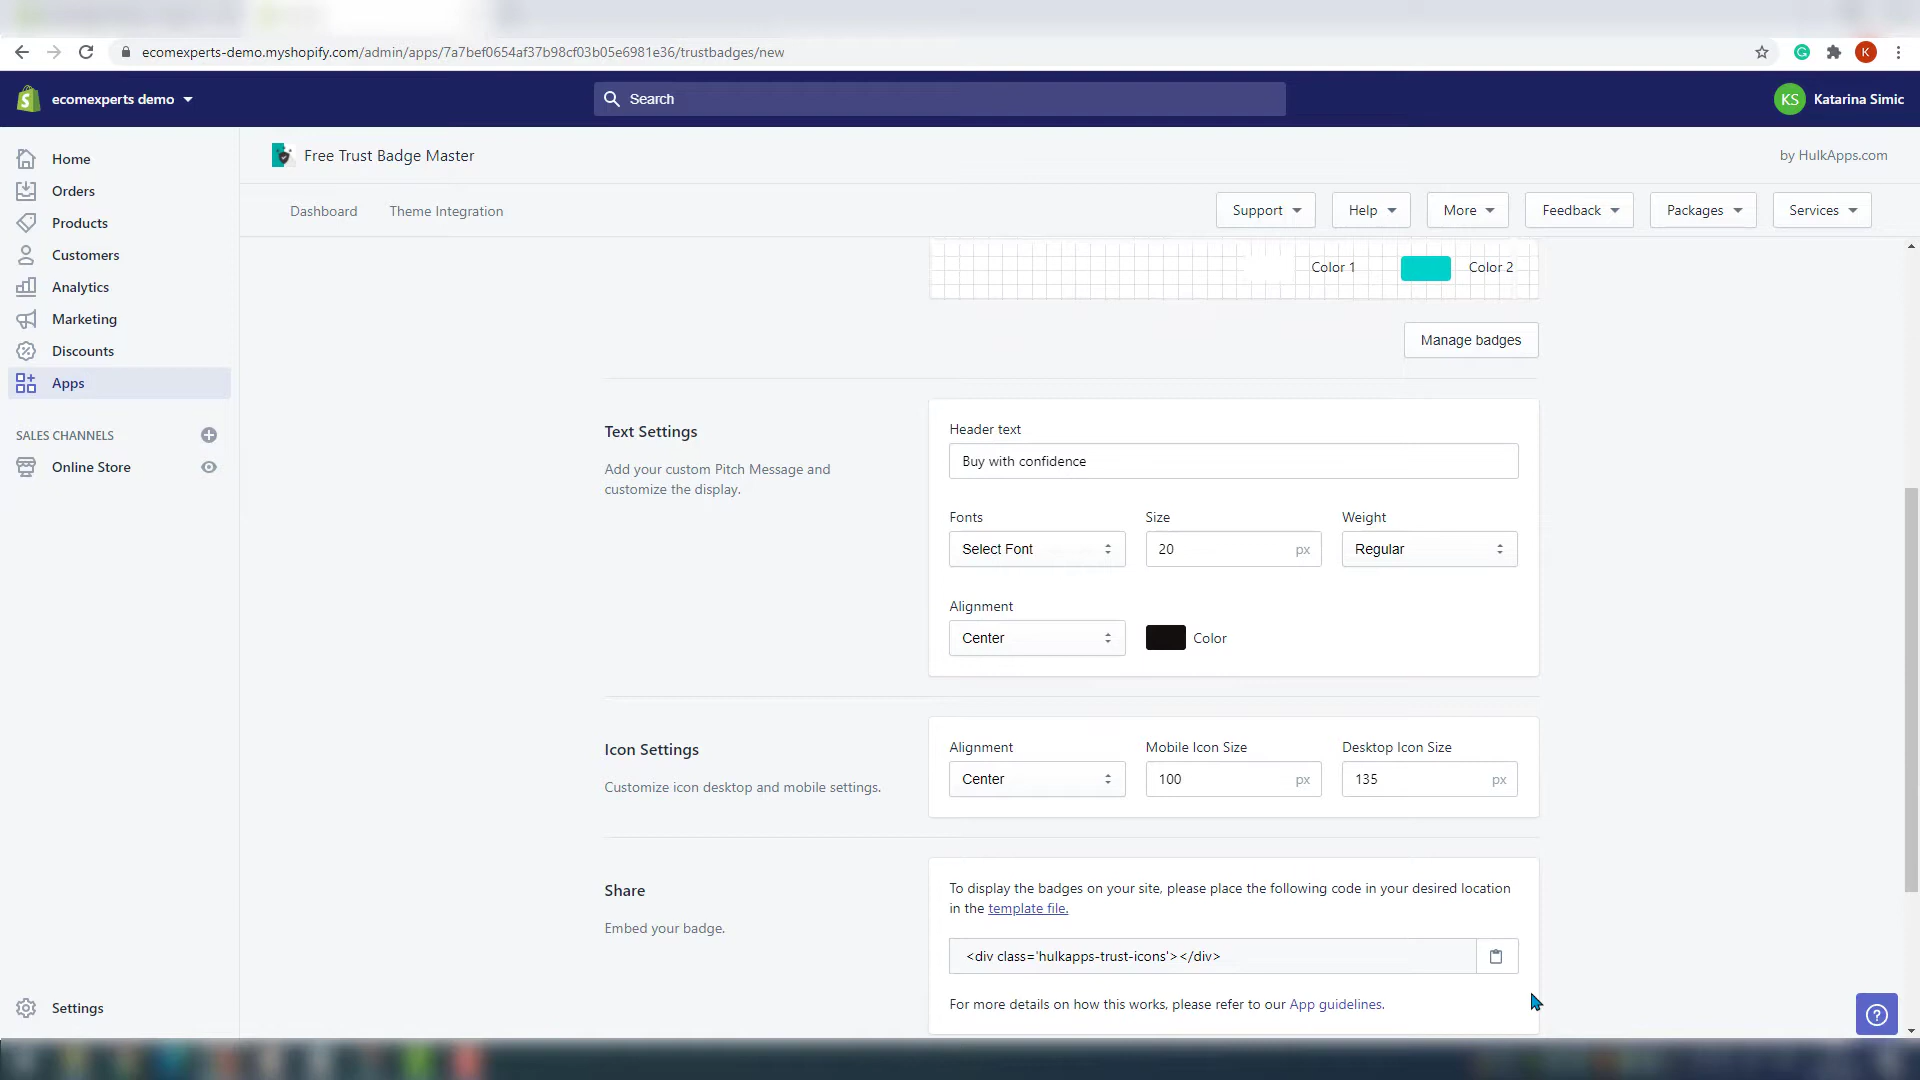 ecomexperts-demo.myshopify.com/admin/apps/7a7bef0654af37b98cf03b05e6981e36/trustbadges/new
K
ecomexperts demo
Search
KS
Katarina Simic
Home
Orders
Products
Customers
Analytics
Marketing
Discounts
Apps
SALES CHANNELS
Online Store
Settings
Free Trust Badge Master
by HulkApps.com
Dashboard
Theme Integration
Support
Help
More
Feedback
Packages
Services
Color 1
Color 2
Manage badges
Text Settings
Add your custom Pitch Message and
customize the display.
Header text
Buy with confidence
Fonts
Size
Weight
Select Font
20
px
Regular
Alignment
Center
Color
Icon Settings
Customize icon desktop and mobile settings.
Alignment
Mobile Icon Size
Desktop Icon Size
Center
100
px
135
px
Share
Embed your badge.
To display the badges on your site, please place the following code in your desired location
in the template file.
<div class='hulkapps-trust-icons'></div>
For more details on how this works, please refer to our App guidelines.